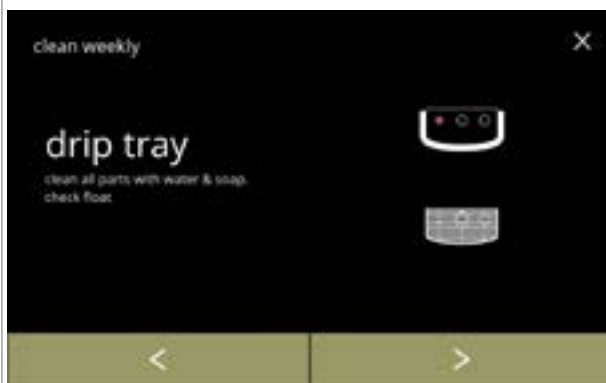 clean weekly
drip tray
clean all parts with water & soap.
check float